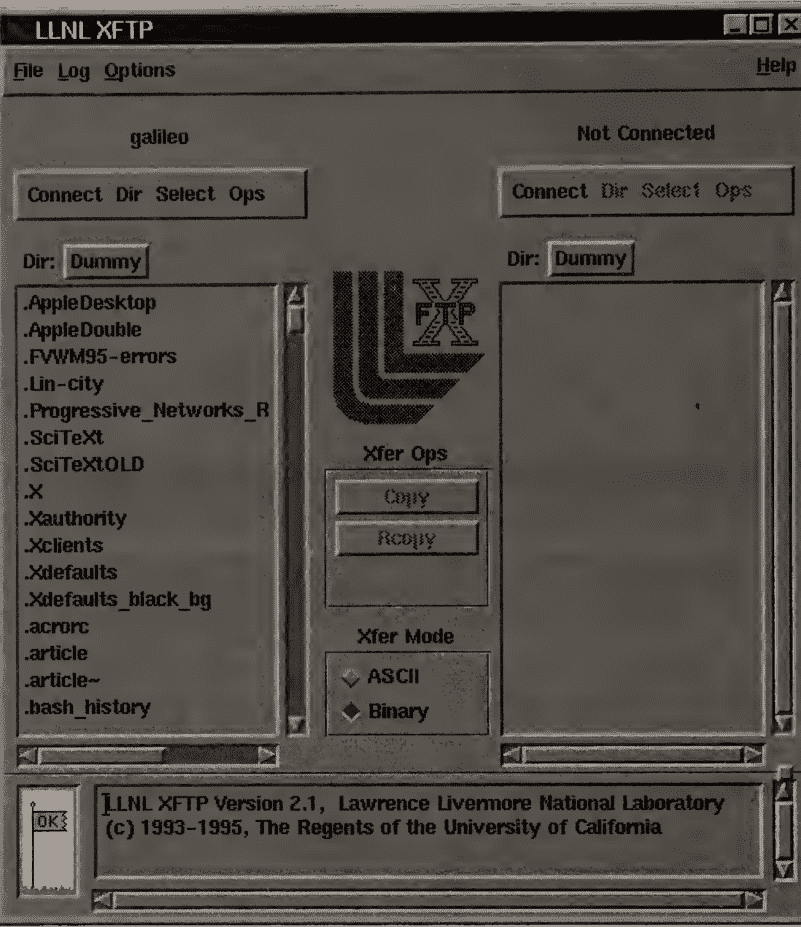 LLNL XFTP
File Log Options Help
galileo
Not Connected
Connect Dir Select Ops
Connect Dir Select Ops
Dir: Dummy
Dir: Dummy
.AppleDesktop
.AppleDouble
.FVWM95-errors
.Lin-city
.Progressive_Networks_R
.SciTeXt
.SciTeXtOLD
.X
.Xauthority
.Xclients
.Xdefaults
.Xdefaults_black_bg
.acrorc
.article
.article~
.bash_history
X
FTP
Xfer Ops
Copy
Rcopy
Xfer Mode
ASCII
Binary
OK
LLNL XFTP Version 2.1, Lawrence Livermore National Laboratory
(c) 1993-1995, The Regents of the University of California